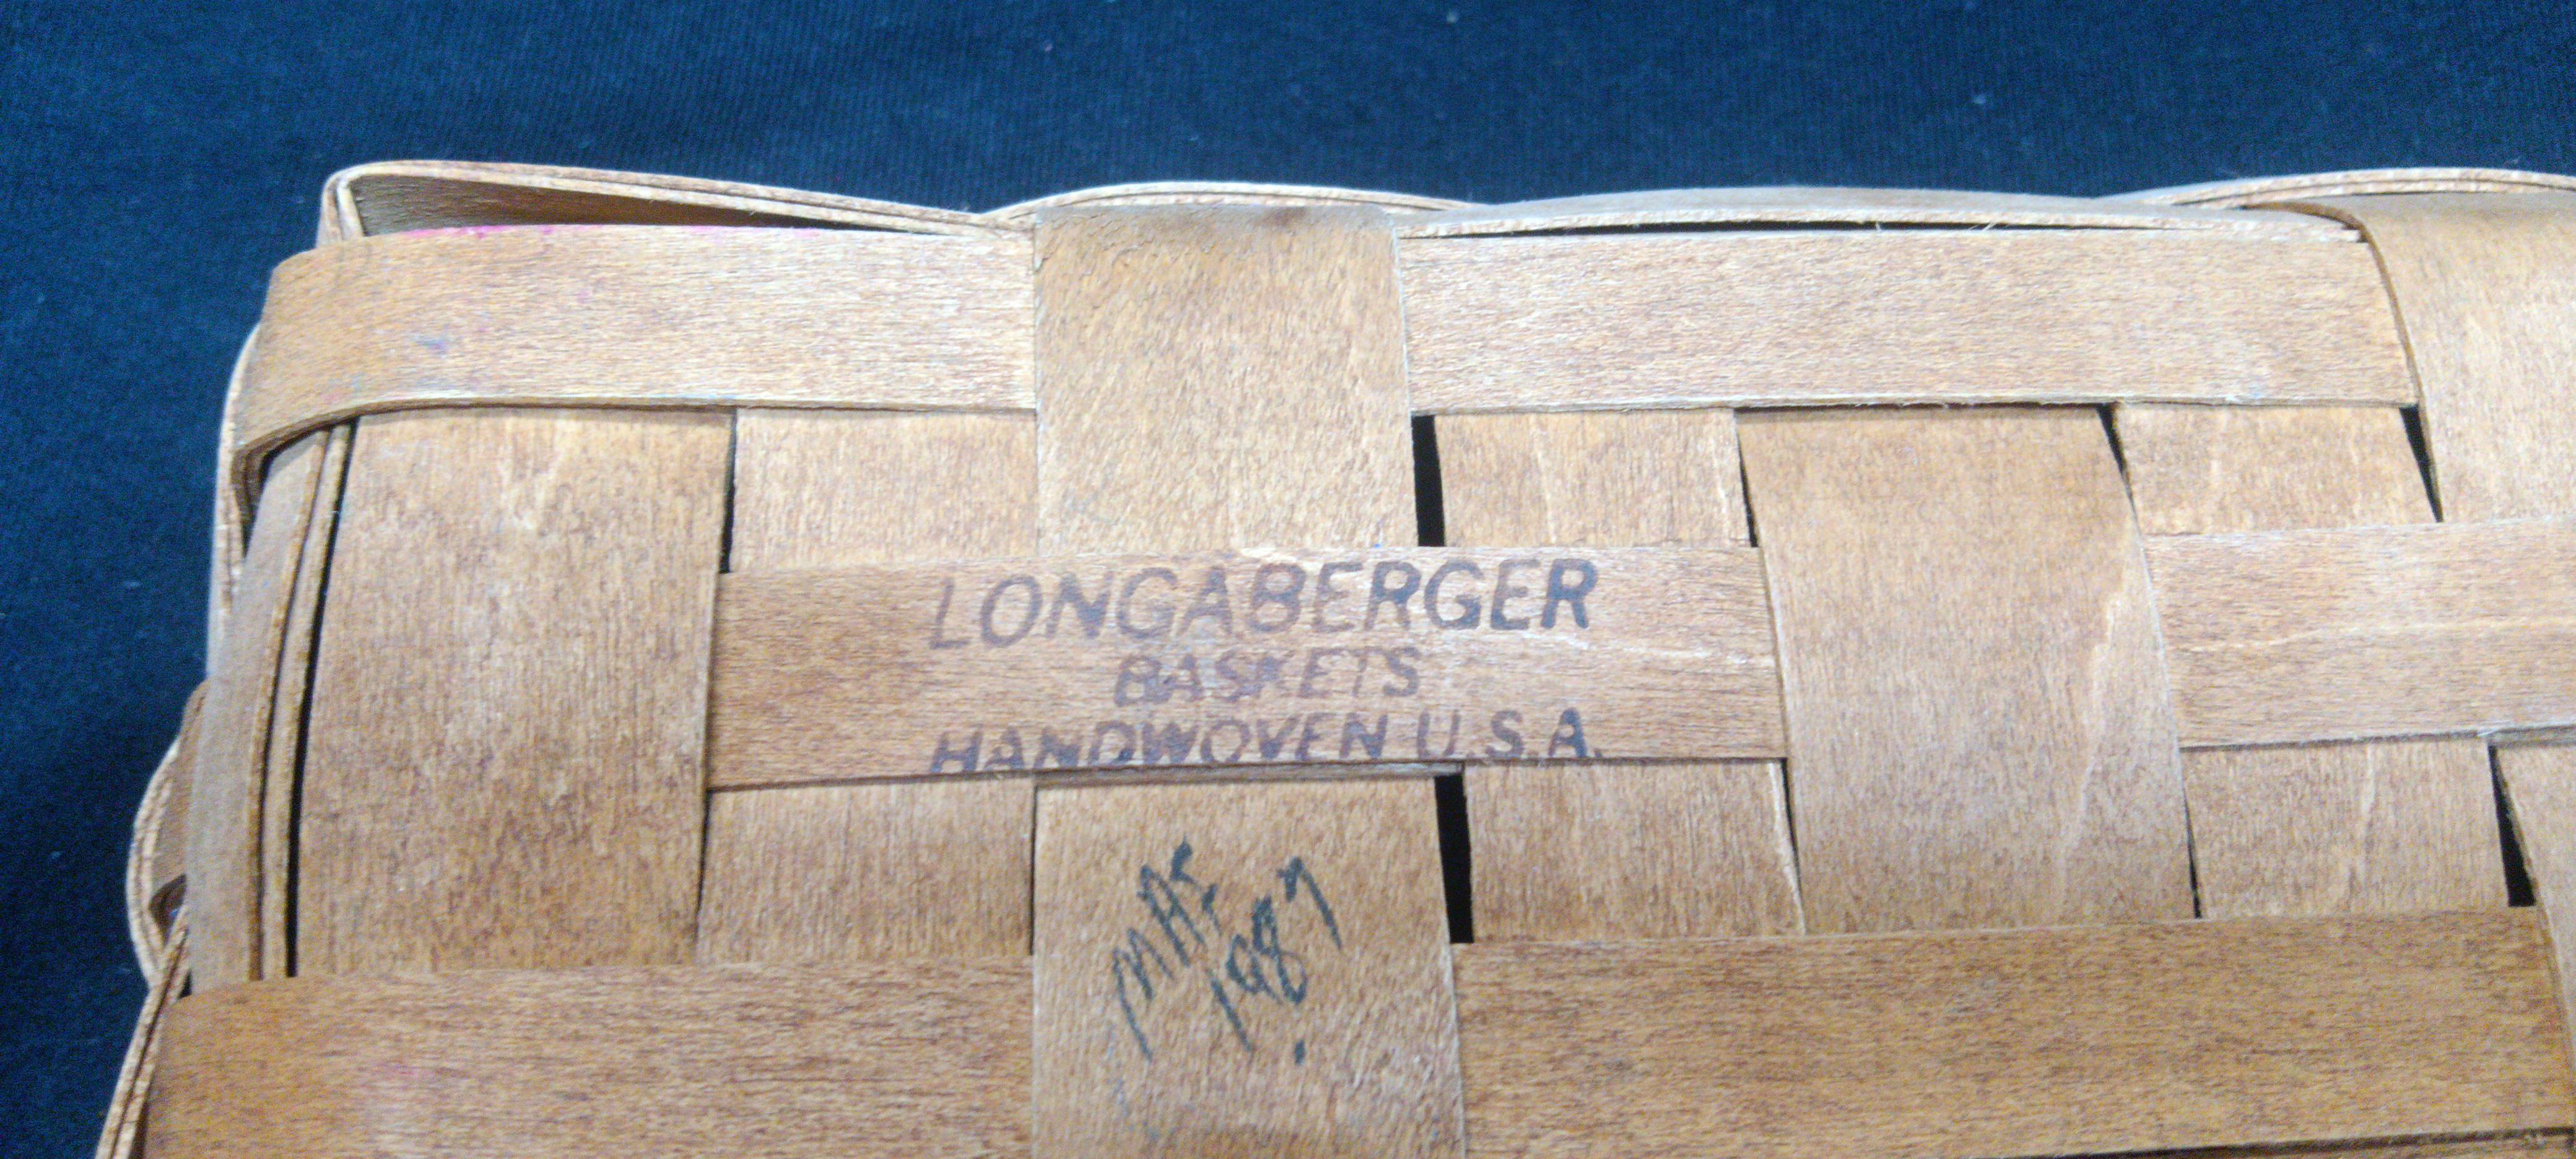 LONGABERGER
BASKETS
HANDWOVEN U.S.A.
1987